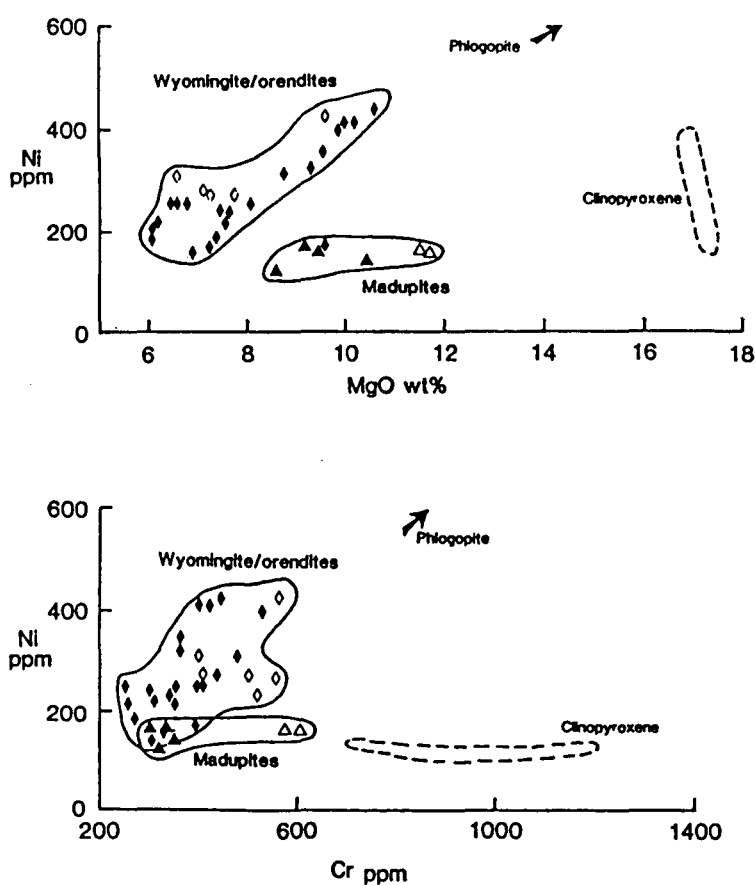 600
Phlogopite
Wyomingite/orendites
400
Ni
ppm
Clinopyroxene
200
Madupites
0
6 8 10 12 14 16 18
MgO wt%
600
Phlogopite
Wyomingite/orendites
400
Ni
ppm
200
Clinopyroxene
Madupites
0
200 600 1000 1400
Cr ppm